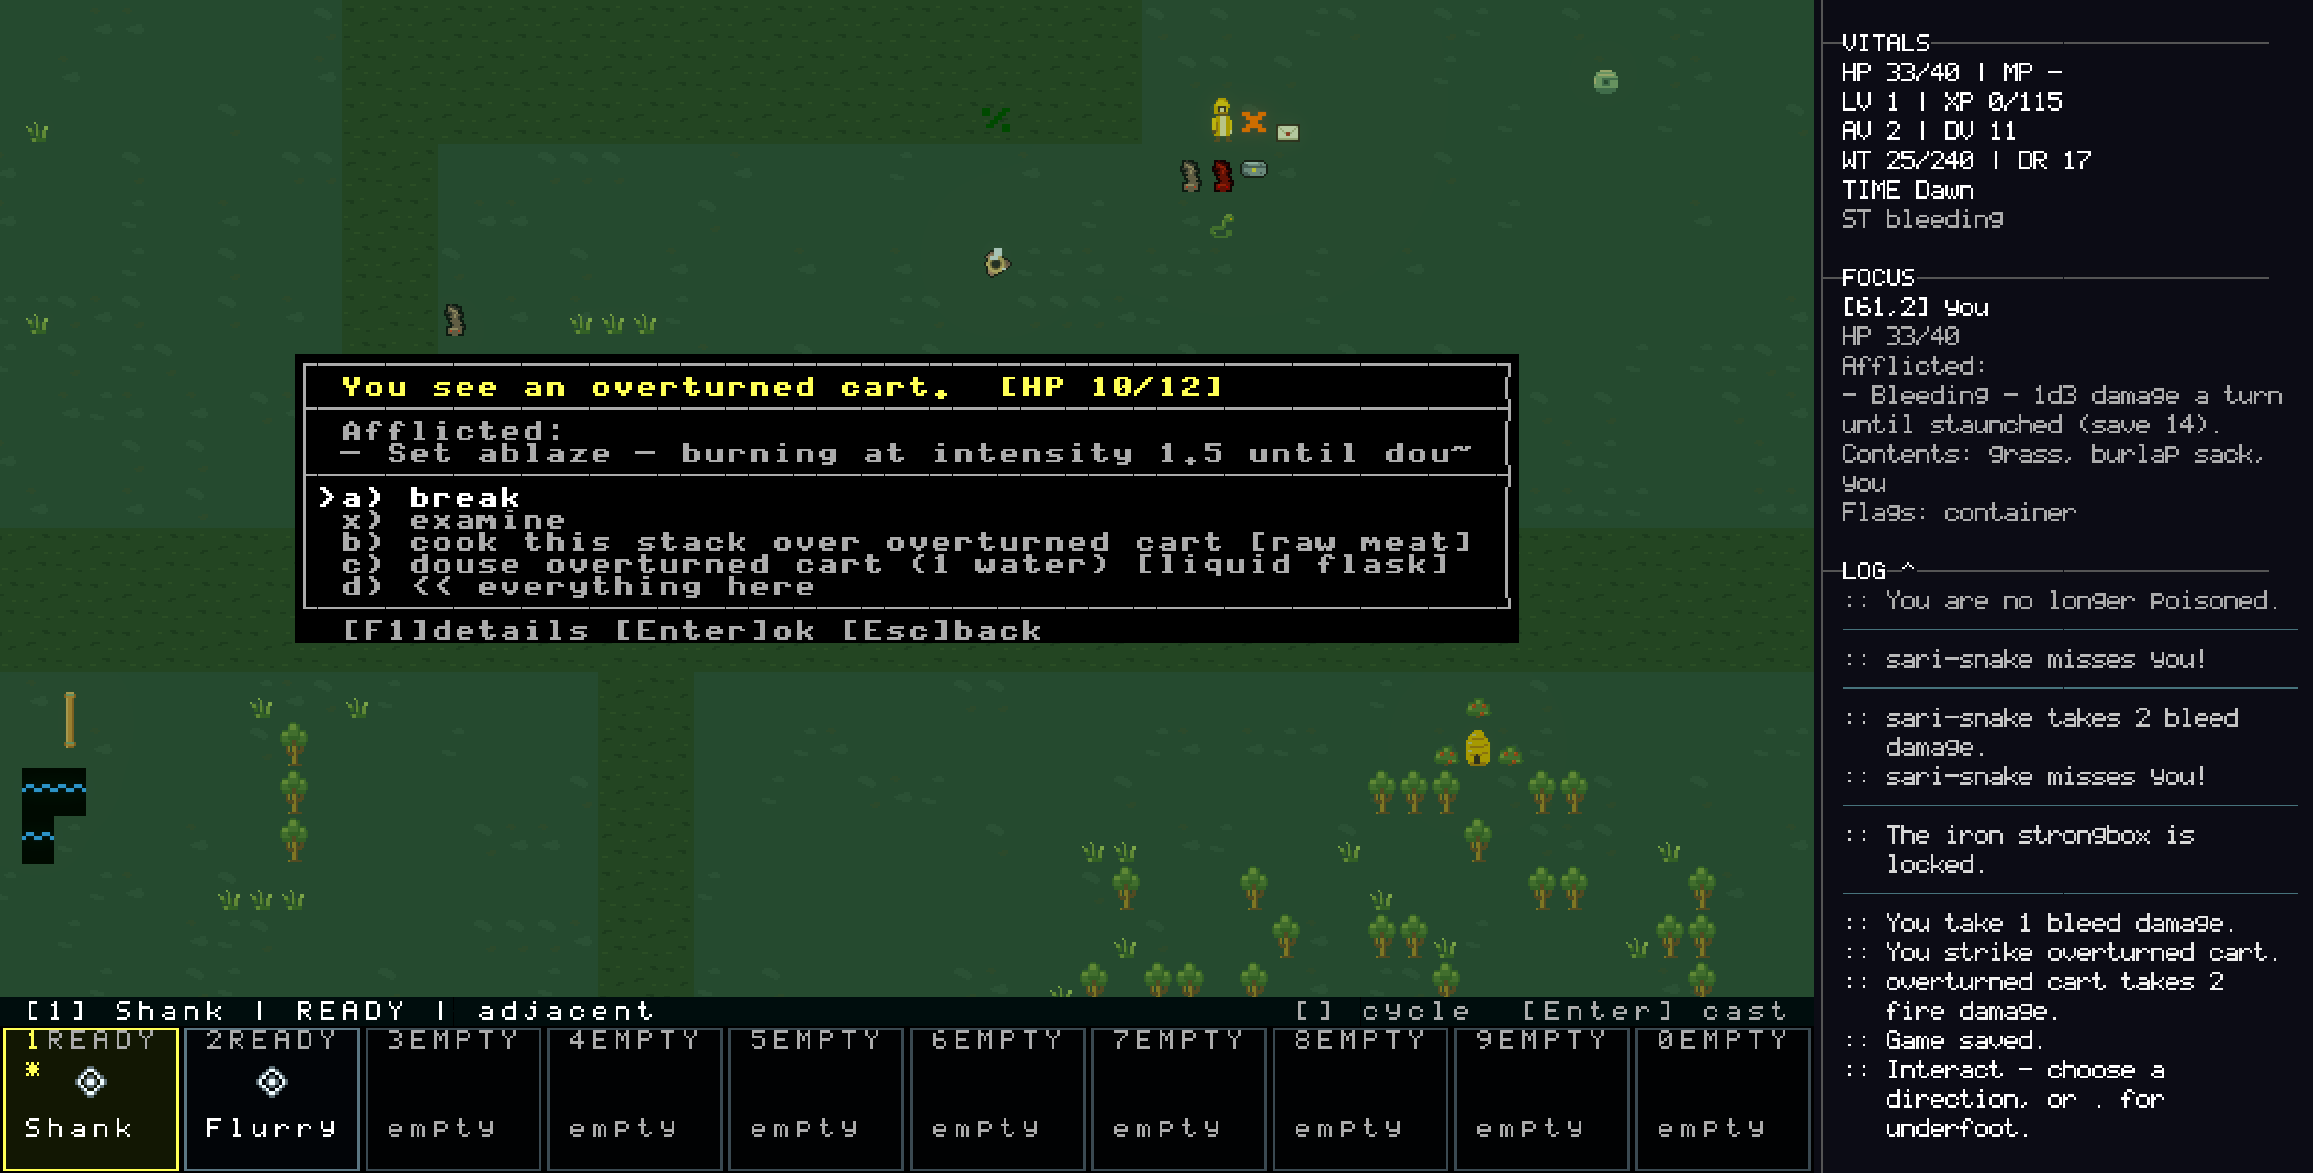 You see an overturned cart.  [HP 10/12]
Afflicted:
- Set ablaze - burning at intensity 1.5 until dou~
>a) break
x) examine
b) cook this stack over overturned cart [raw meat]
c) douse overturned cart (1 water) [liquid flask]
d) << everything here
[F1]details [Enter]ok [Esc]back
[1] Shank | READY | adjacent
[] cycle [Enter] cast
1READY 2READY 3EMPTY 4EMPTY 5EMPTY 6EMPTY 7EMPTY 8EMPTY 9EMPTY 0EMPTY
*
Shank Flurry empty empty empty empty empty empty empty empty
VITALS
HP 33/40 | MP -
LV 1 | XP 0/115
AV 2 | DV 11
WT 25/240 | DR 17
TIME Dawn
ST bleeding
FOCUS
[61,2] You
HP 33/40
Afflicted:
- Bleeding - 1d3 damage a turn
until staunched (save 14).
Contents: grass, burlap sack,
you
Flags: container
LOG ^
:: You are no longer poisoned.
:: sari-snake misses you!
:: sari-snake takes 2 bleed
damage.
:: sari-snake misses you!
:: The iron strongbox is
locked.
:: You take 1 bleed damage.
:: You strike overturned cart.
:: overturned cart takes 2
fire damage.
:: Game saved.
:: Interact - choose a
direction, or . for
underfoot.